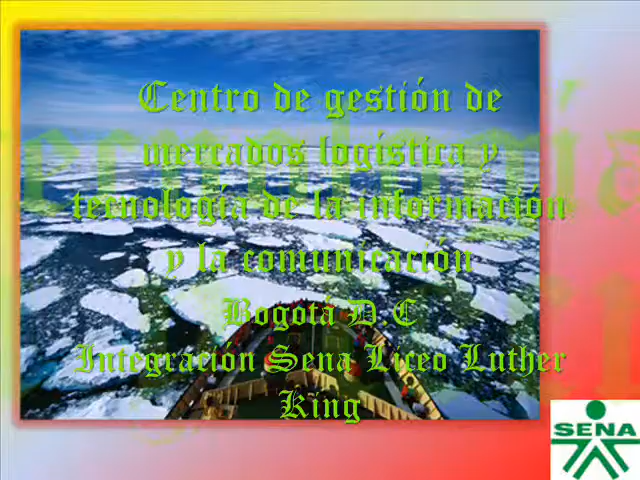 Centro de gestión de
mercados logística y
tecnología de la información
y la comunicación
Bogotá D.C
Integración Sena Liceo Luther
King
SENA